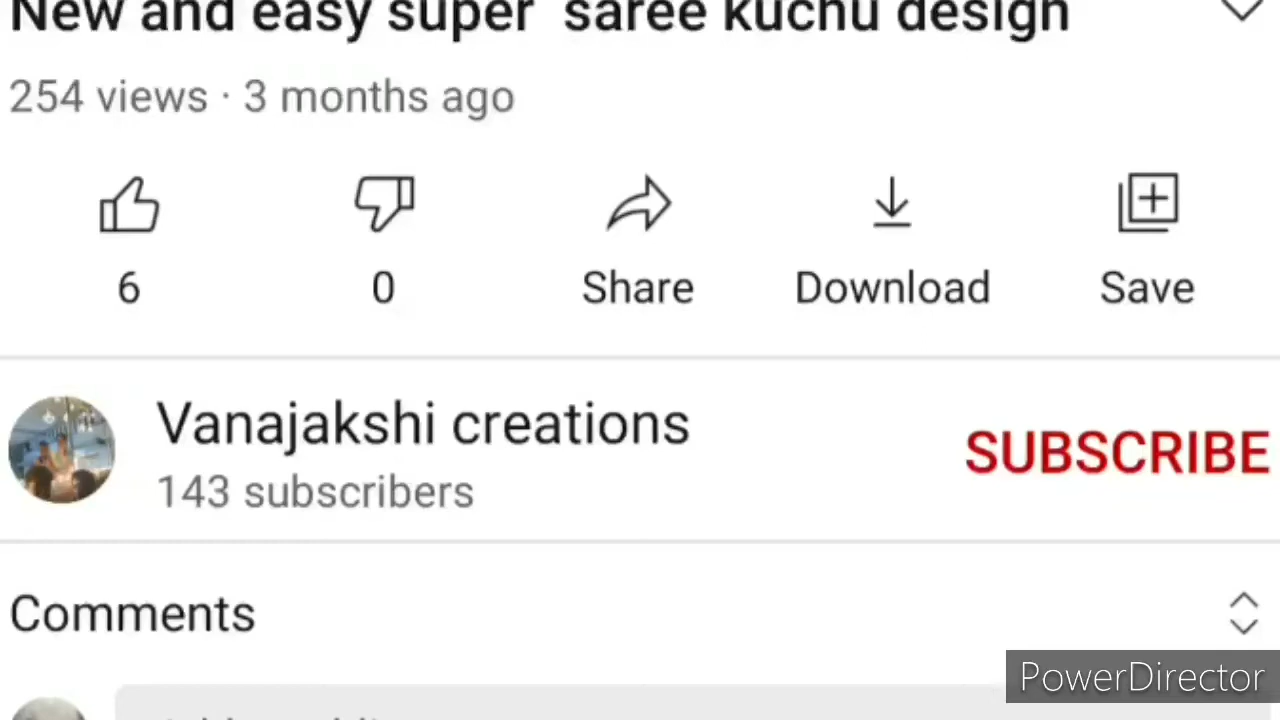 New and easy super saree kuchu design
254 views · 3 months ago
6
0
Share
Download
Save
Vanajakshi creations
143 subscribers
SUBSCRIBE
Comments
PowerDirector